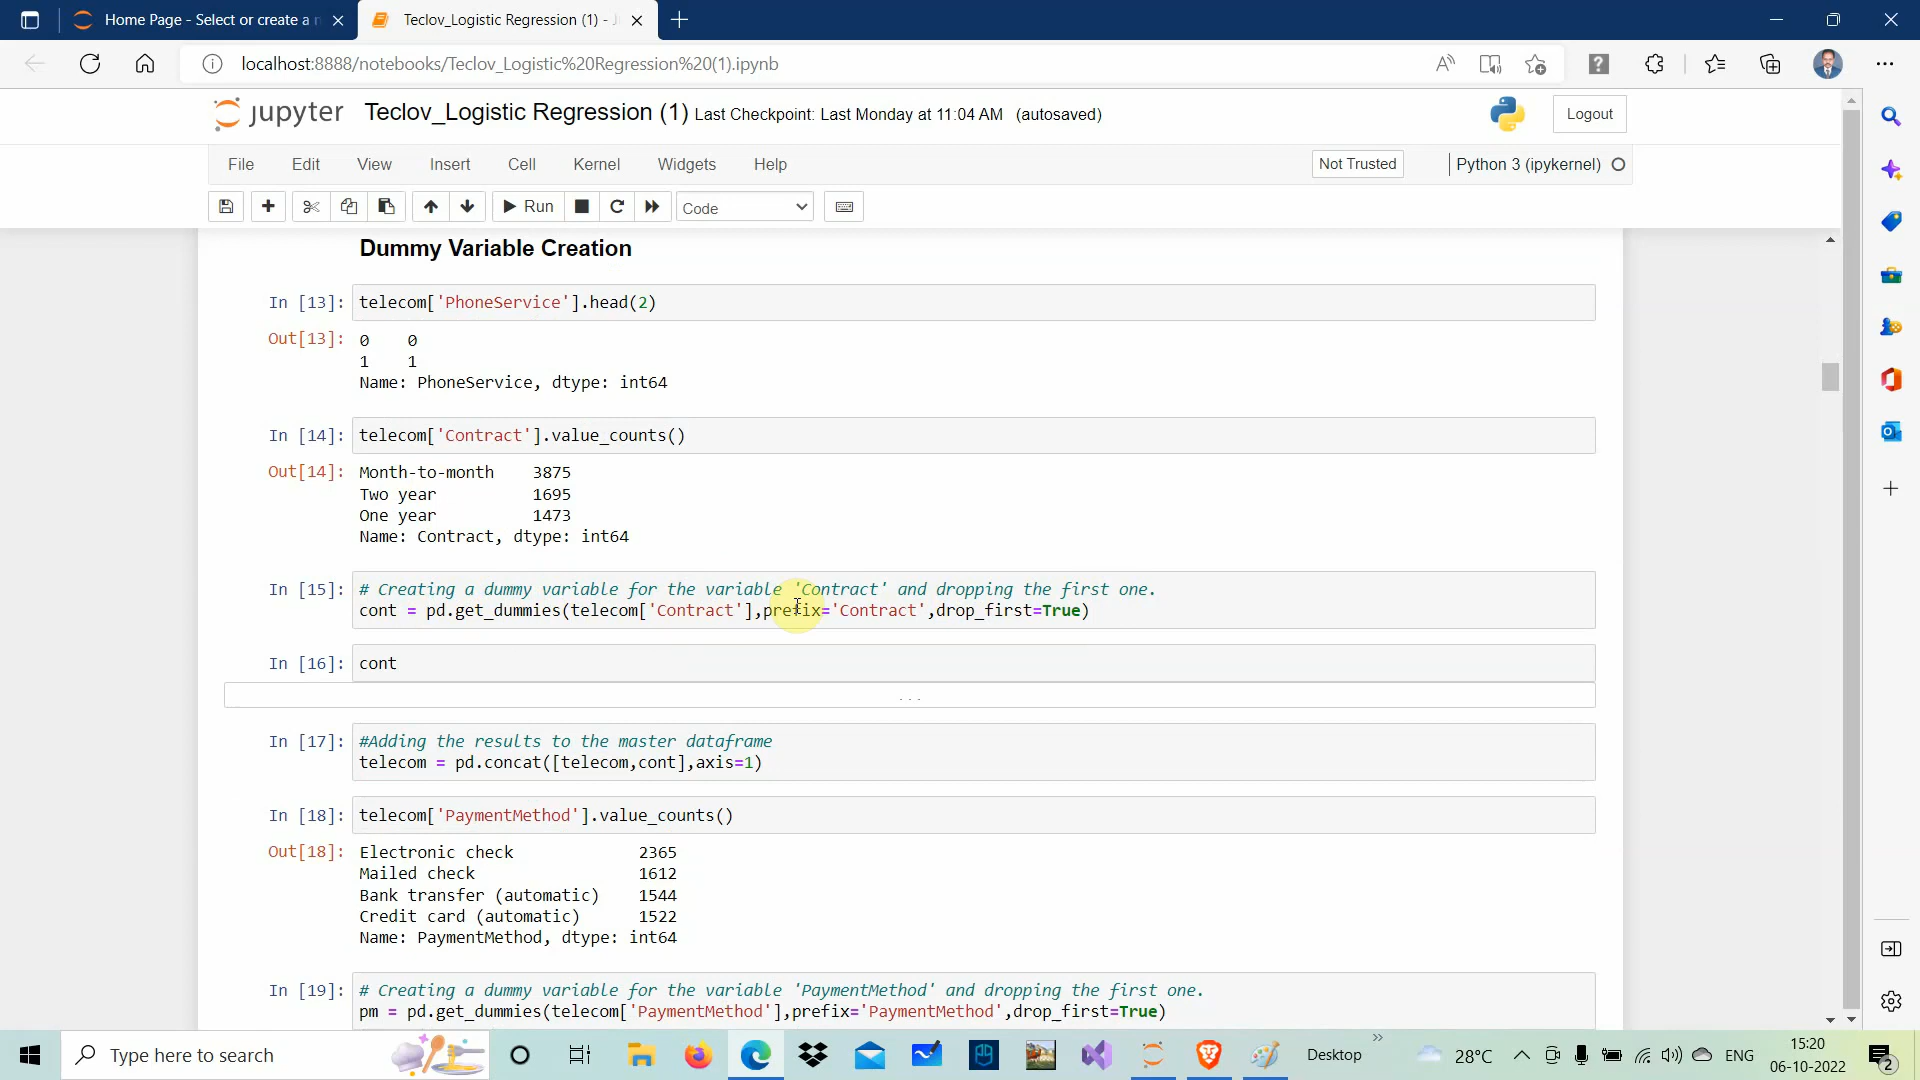 Home Page - Select or create a n
Teclov_Logistic Regression (1) - J
localhost:8888/notebooks/Teclov_Logistic%20Regression%20(1).ipynb
jupyter
Teclov_Logistic Regression (1) Last Checkpoint: Last Monday at 11:04 AM (autosaved)
Logout
File Edit View Insert Cell Kernel Widgets Help
Not Trusted
Python 3 (ipykernel)
Run
Code
Dummy Variable Creation
In [13]: telecom['PhoneService'].head(2)
Out[13]: 0 0
1 1
Name: PhoneService, dtype: int64
In [14]: telecom['Contract'].value_counts()
Out[14]: Month-to-month 3875
Two year 1695
One year 1473
Name: Contract, dtype: int64
In [15]: # Creating a dummy variable for the variable 'Contract' and dropping the first one.
cont = pd.get_dummies(telecom['Contract'],prefix='Contract',drop_first=True)
In [16]: cont
...
In [17]: #Adding the results to the master dataframe
telecom = pd.concat([telecom,cont],axis=1)
In [18]: telecom['PaymentMethod'].value_counts()
Out[18]: Electronic check 2365
Mailed check 1612
Bank transfer (automatic) 1544
Credit card (automatic) 1522
Name: PaymentMethod, dtype: int64
In [19]: # Creating a dummy variable for the variable 'PaymentMethod' and dropping the first one.
pm = pd.get_dummies(telecom['PaymentMethod'],prefix='PaymentMethod',drop_first=True)
Type here to search
Desktop
28°C
ENG
15:20
06-10-2022
2